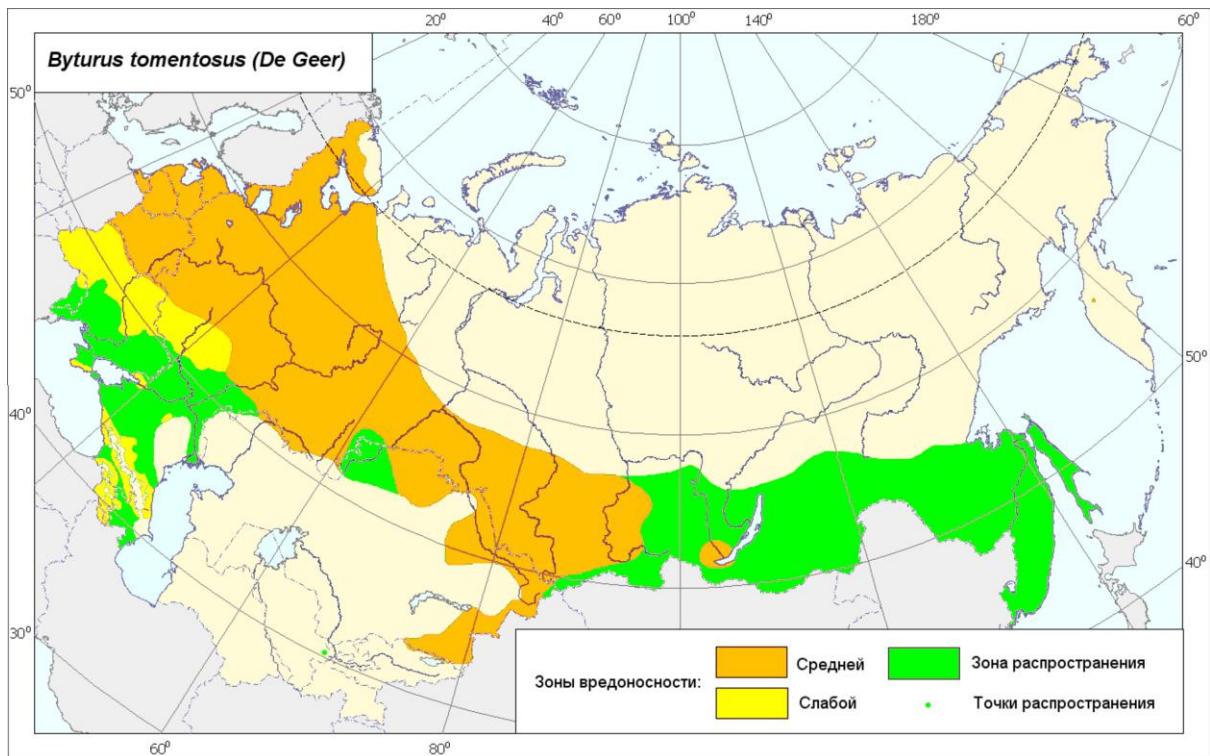 20° 40° 60° 100° 140° 180° 60°
Byturus tomentosus (De Geer)
50°
50°
40°
40°
30°
60° 80°
Зоны вредоносности:
Средней
Слабой
Зона распространения
Точки распространения